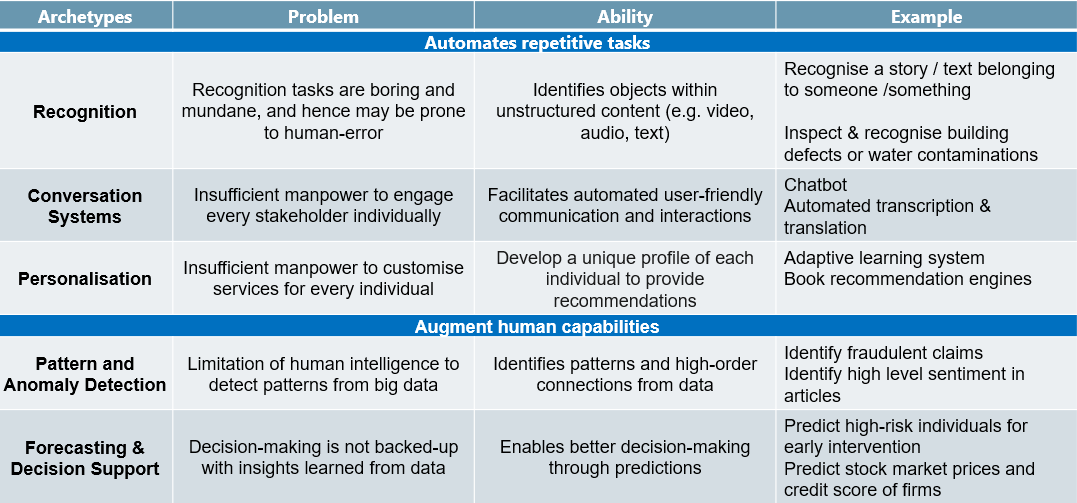 Archetypes Problem Ability Example
Automates repetitive tasks
Recognition
Recognition tasks are boring and
mundane, and hence may be prone
to human-error
Identifies objects within
unstructured content (e.g. video,
audio, text)
Recognise a story / text belonging
to someone /something
Inspect & recognise building
defects or water contaminations
Conversation
Systems
Insufficient manpower to engage
every stakeholder individually
Facilitates automated user-friendly
communication and interactions
Chatbot
Automated transcription &
translation
Personalisation
Insufficient manpower to customise
services for every individual
Develop a unique profile of each
individual to provide
recommendations
Adaptive learning system
Book recommendation engines
Augment human capabilities
Pattern and
Anomaly Detection
Limitation of human intelligence to
detect patterns from big data
Identifies patterns and high-order
connections from data
Identify fraudulent claims
Identify high level sentiment in
articles
Forecasting &
Decision Support
Decision-making is not backed-up
with insights learned from data
Enables better decision-making
through predictions
Predict high-risk individuals for
early intervention
Predict stock market prices and
credit score of firms